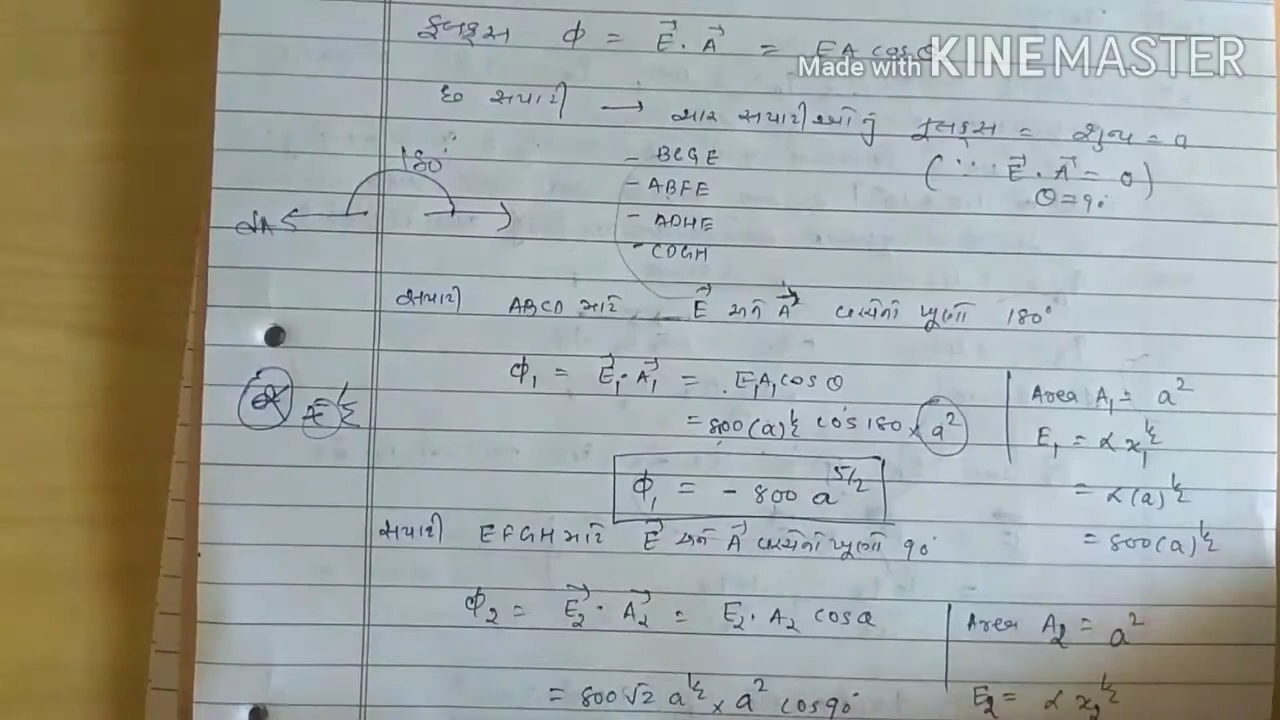 ફ્લક્સ Φ = E⃗ · A⃗ = EA cos θ
Made with KINEMASTER
છ સપાટી → ચાર સપાટીઓનું ફ્લક્સ = શૂન્ય = 0
180°
dA
- BCGE
- ABFE
- ADHE
- CDGH
(∵ E⃗ · A⃗ = 0)
θ = 90
સપાટી ABCD માટે E⃗ અને A⃗ વચ્ચેનો ખૂણો 180°
Φ₁ = E⃗₁ · A⃗₁ = E₁A₁ cos θ
= 800 (a)^½ cos 180 × a²
Φ₁ = - 800 a^5/2
Area A₁ = a²
E₁ = α x₁^½
= α (a)^½
= 800 (a)^½
સપાટી EFGH માટે E⃗ અને A⃗ વચ્ચેનો ખૂણો 90°
Φ₂ = E⃗₂ · A⃗₂ = E₂ · A₂ cos θ
= 800 √2 a^½ × a² cos 90°
Area A₂ = a²
E₂ = α x₂^½